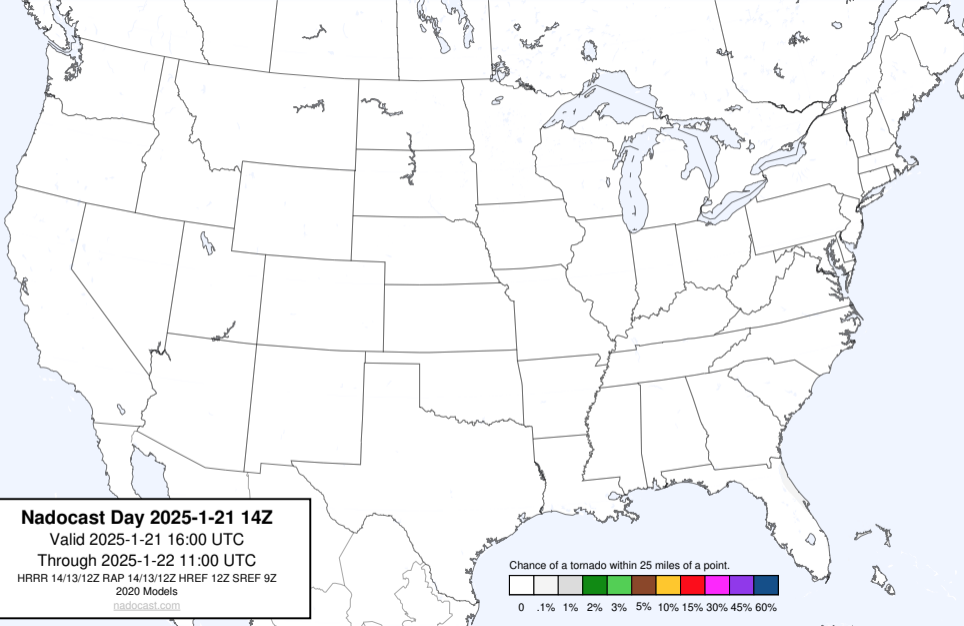 Nadocast Day 2025-1-21 14Z
Valid 2025-1-21 16:00 UTC
Through 2025-1-22 11:00 UTC
HRRR 14/13/12Z RAP 14/13/12Z HREF 12Z SREF 9Z
2020 Models
nadocast.com
Chance of a tornado within 25 miles of a point.
0 .1% 1% 2% 3% 5% 10% 15% 30% 45% 60%